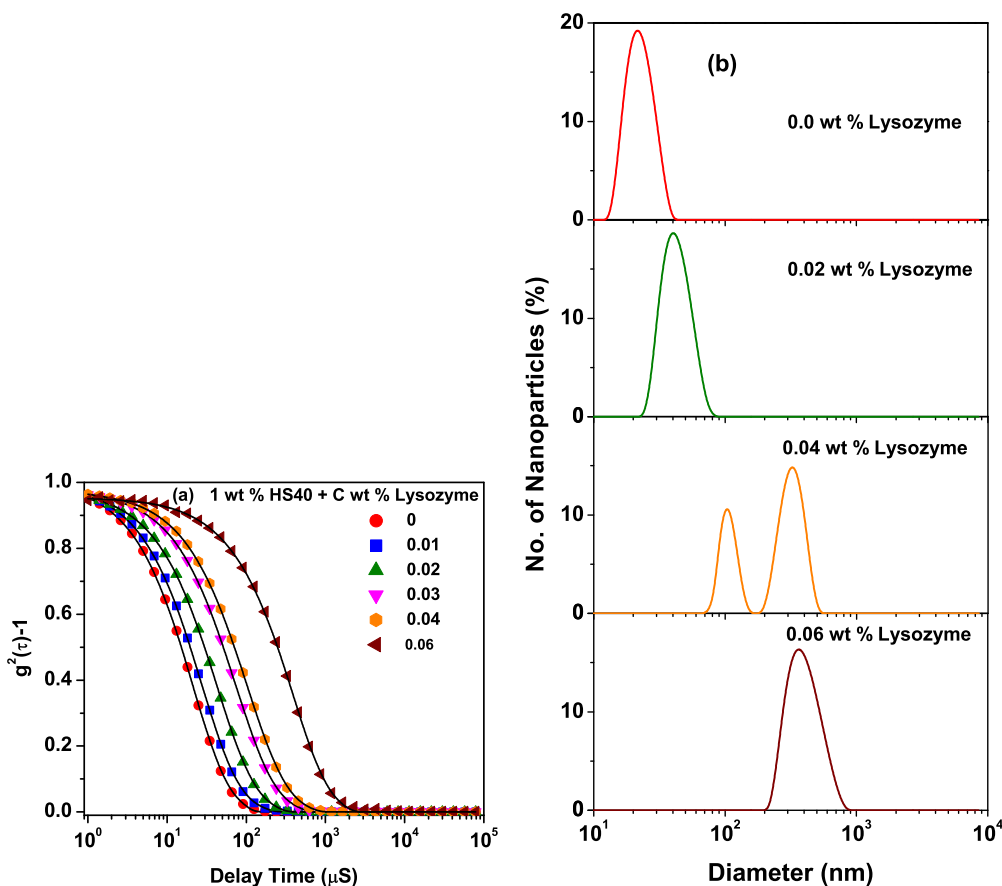 (a) 1 wt % HS40 + C wt % Lysozyme
0
0.01
0.02
0.03
0.04
0.06
1.0
0.8
0.6
0.4
0.2
0.0
g²(τ)-1
10⁰ 10¹ 10² 10³ 10⁴ 10⁵
Delay Time (μS)
(b)
20
10
0
0.0 wt % Lysozyme
10
0
0.02 wt % Lysozyme
10
0
0.04 wt % Lysozyme
10
0
0.06 wt % Lysozyme
No. of Nanoparticles (%)
10¹ 10² 10³ 10⁴
Diameter (nm)